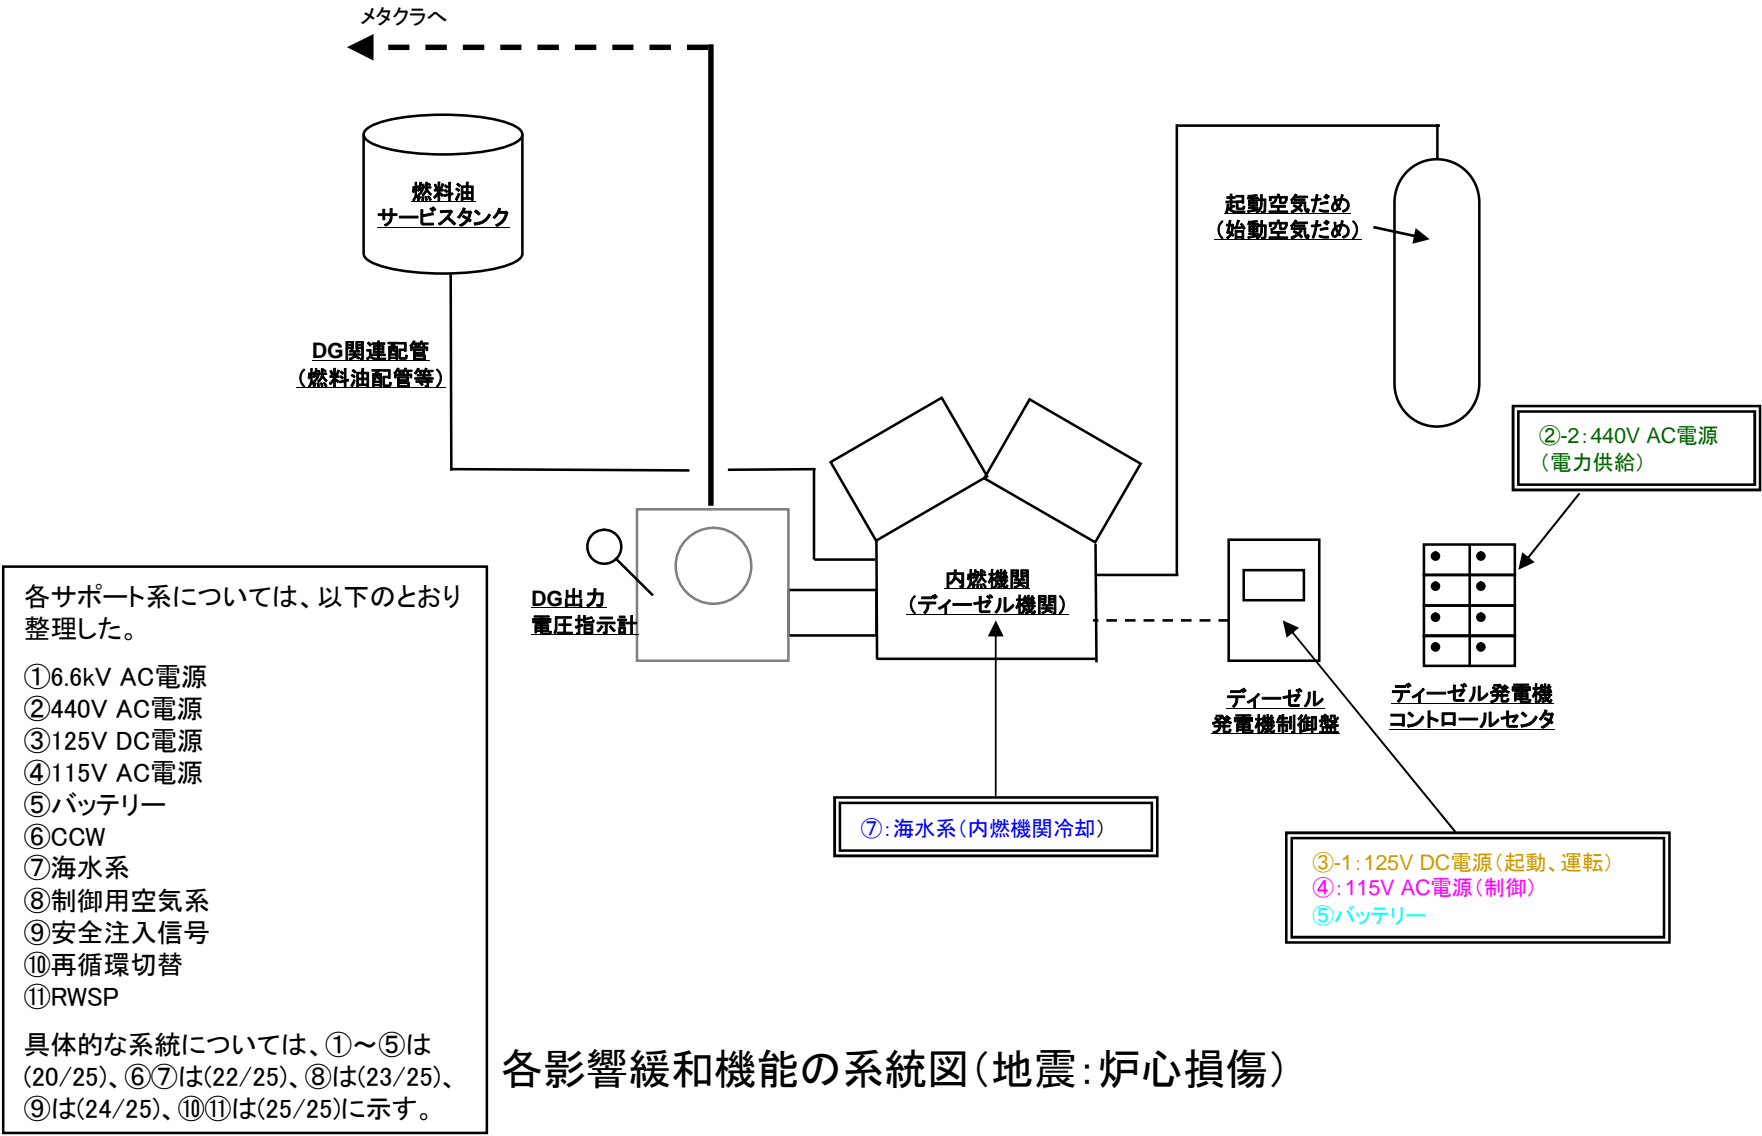 メタクラへ
燃料油
サービスタンク
起動空気だめ
（始動空気だめ）
DG関連配管
（燃料油配管等）
②-2：440V AC電源
（電力供給）
内燃機関
（ディーゼル機関）
DG出力
電圧指示計
ディーゼル
発電機制御盤
ディーゼル発電機
コントロールセンタ
⑦：海水系（内燃機関冷却）
③-1：125V DC電源（起動、運転）
④：115V AC電源（制御）
⑤バッテリー
各サポート系については、以下のとおり
整理した。
①6.6kV AC電源
②440V AC電源
③125V DC電源
④115V AC電源
⑤バッテリー
⑥CCW
⑦海水系
⑧制御用空気系
⑨安全注入信号
⑩再循環切替
⑪RWSP
具体的な系統については、①～⑤は
(20/25)、⑥⑦は(22/25)、⑧は(23/25)、
⑨は(24/25)、⑩⑪は(25/25)に示す。
各影響緩和機能の系統図（地震：炉心損傷）